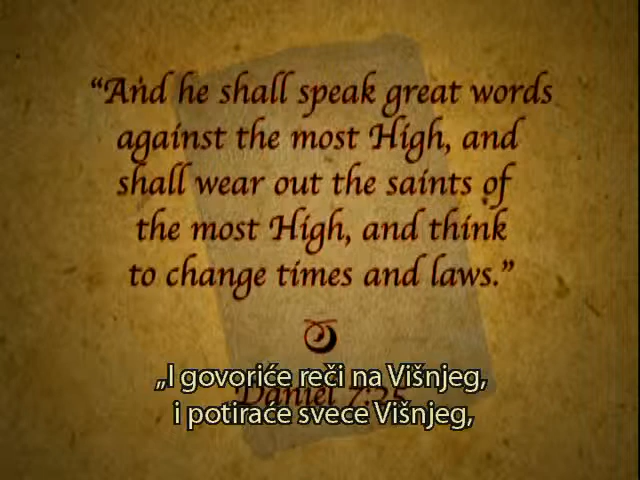 “And he shall speak great words
against the most High, and
shall wear out the saints of
the most High, and think
to change times and laws.”
„I govoriće reči na Višnjeg,
Daniel 7:25
i potiraće svece Višnjeg,